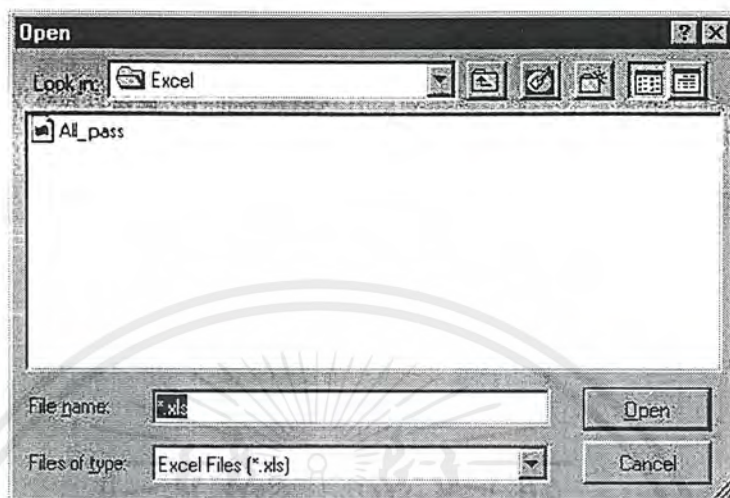 Open
Look in: Excel
All_pass
File name: *.xls
Open
Files of type: Excel Files (*.xls)
Cancel